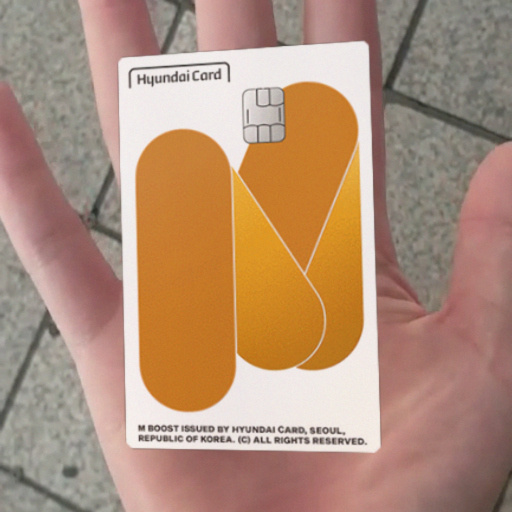 Hyundai Card
M BOOST ISSUED BY HYUNDAI CARD, SEOUL,
REPUBLIC OF KOREA. (C) ALL RIGHTS RESERVED.